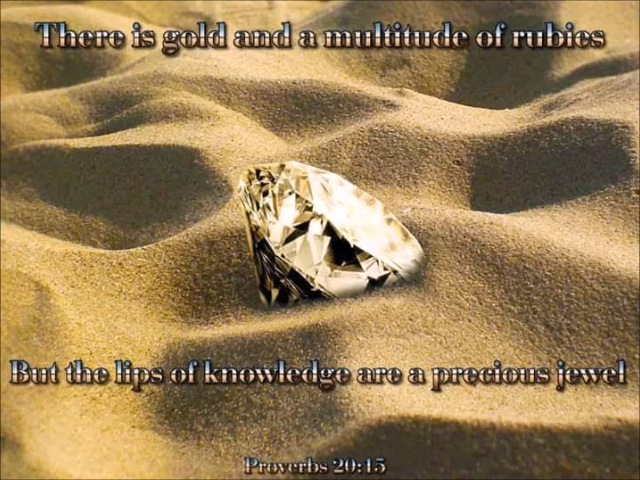 There is gold and a multitude of rubies
But the lips of knowledge are a precious jewel
Proverbs 20:15